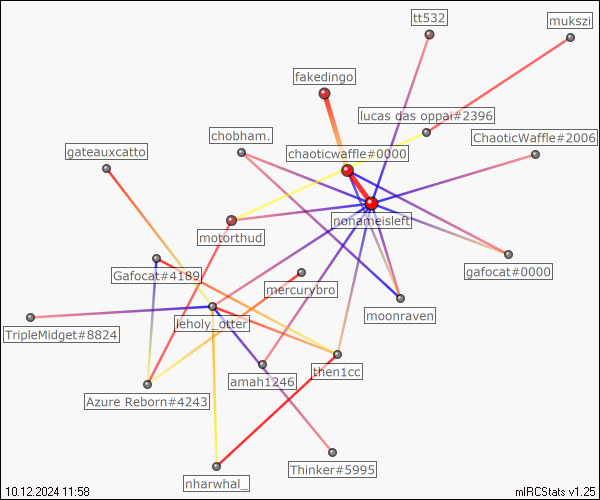 tt532
mukszi
fakedingo
lucas das oppai#2396
chobham.
ChaoticWaffle#2006
gateauxcatto
chaoticwaffle#0000
nonameisleft
motorthud
gafocat#0000
Gafocat#4189
mercurybro
moonraven
leholy_otter
TripleMidget#8824
then1cc
amah1246
Azure Reborn#4243
Thinker#5995
nharwhal_
10.12.2024 11:58
mIRCStats v1.25